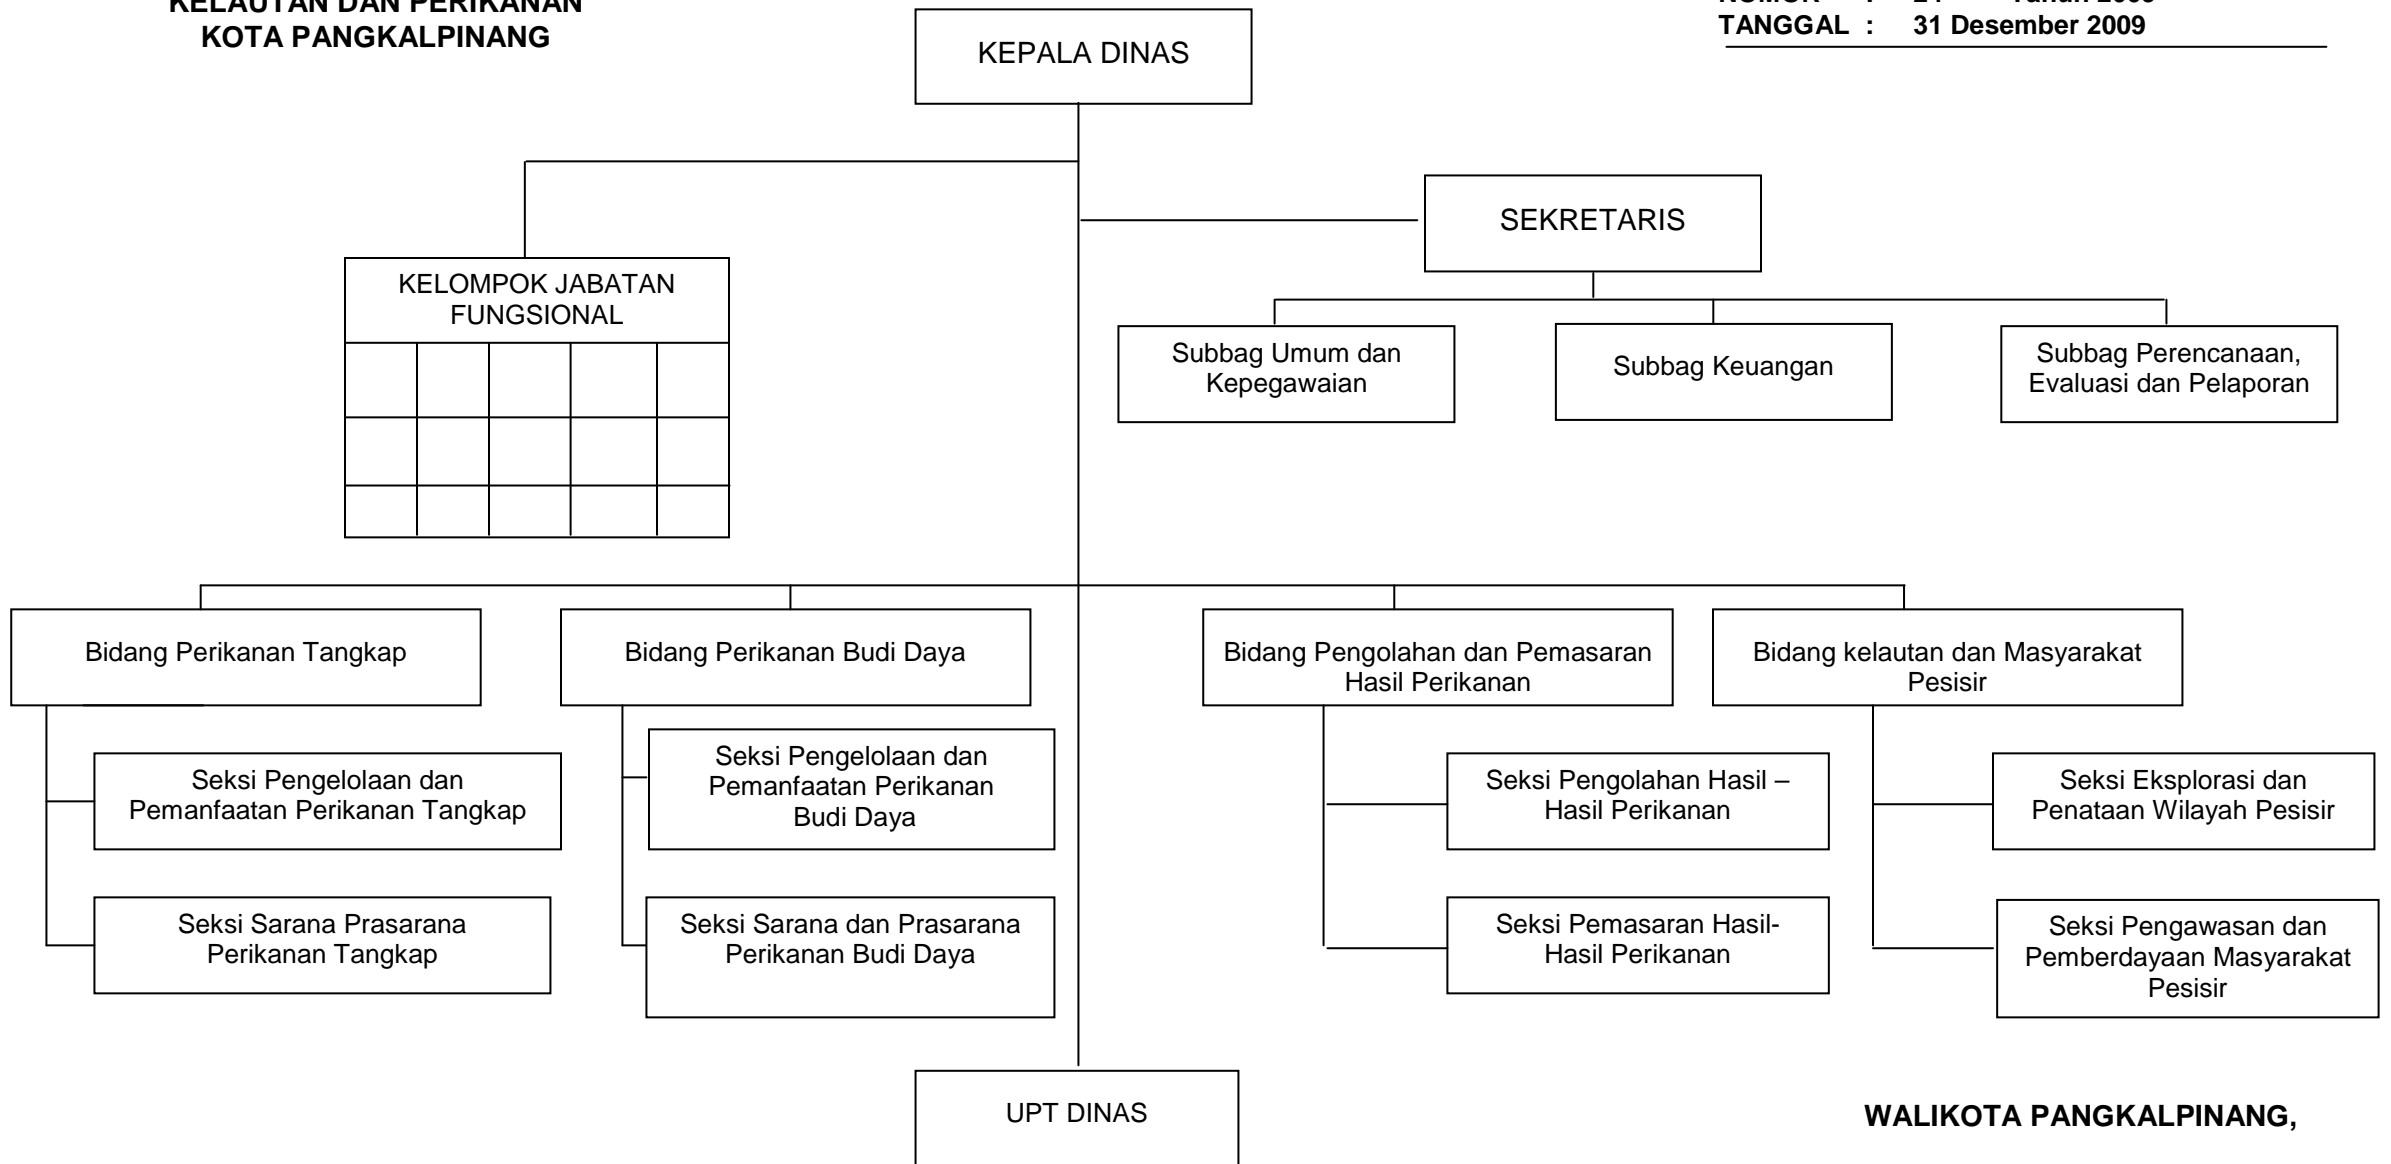 KELAUTAN DAN PERIKANAN
KOTA PANGKALPINANG
TANGGAL : 31 Desember 2009
KEPALA DINAS
SEKRETARIS
KELOMPOK JABATAN
FUNGSIONAL
Subbag Umum dan
Kepegawaian
Subbag Keuangan
Subbag Perencanaan,
Evaluasi dan Pelaporan
Bidang Perikanan Tangkap
Bidang Perikanan Budi Daya
Bidang Pengolahan dan Pemasaran
Hasil Perikanan
Bidang kelautan dan Masyarakat
Pesisir
Seksi Pengelolaan dan
Pemanfaatan Perikanan Tangkap
Seksi Pengelolaan dan
Pemanfaatan Perikanan
Budi Daya
Seksi Pengolahan Hasil –
Hasil Perikanan
Seksi Eksplorasi dan
Penataan Wilayah Pesisir
Seksi Sarana Prasarana
Perikanan Tangkap
Seksi Sarana dan Prasarana
Perikanan Budi Daya
Seksi Pemasaran Hasil-
Hasil Perikanan
Seksi Pengawasan dan
Pemberdayaan Masyarakat
Pesisir
UPT DINAS
WALIKOTA PANGKALPINANG,